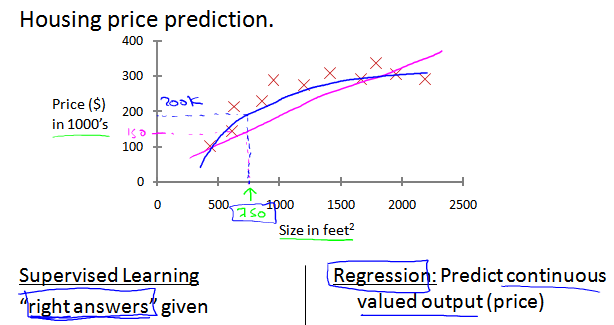 Housing price prediction.
400
300
200
100
0
Price ($)
in 1000's
200K
150
0
500
1000
1500
2000
2500
750
Size in feet²
Supervised Learning
"right answers" given
Regression: Predict continuous
valued output (price)